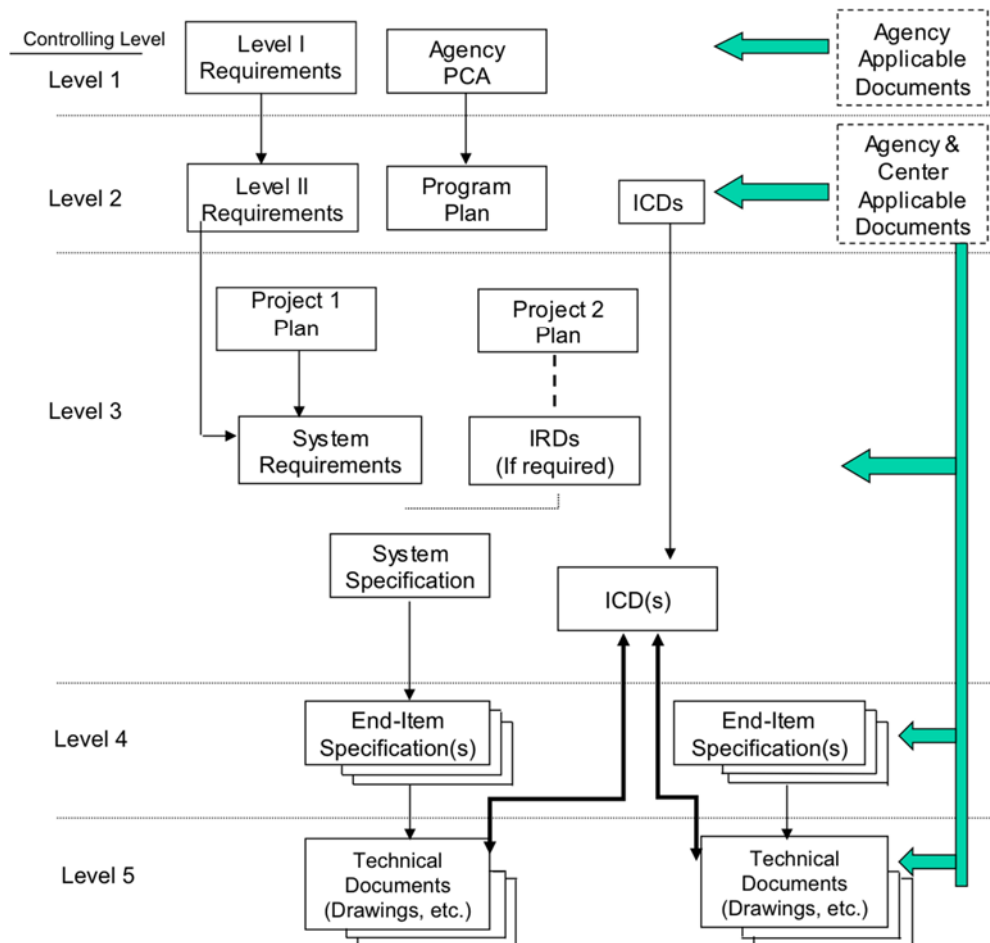 Controlling Level
Level I
Requirements
Agency
PCA
Agency
Applicable
Documents
Level 1
Level 2
Level II
Requirements
Program
Plan
ICDs
Agency &
Center
Applicable
Documents
Project 1
Plan
Project 2
Plan
Level 3
System
Requirements
IRDs
(If required)
System
Specification
ICD(s)
Level 4
End-Item
Specification(s)
End-Item
Specification(s)
Level 5
Technical
Documents
(Drawings, etc.)
Technical
Documents
(Drawings, etc.)